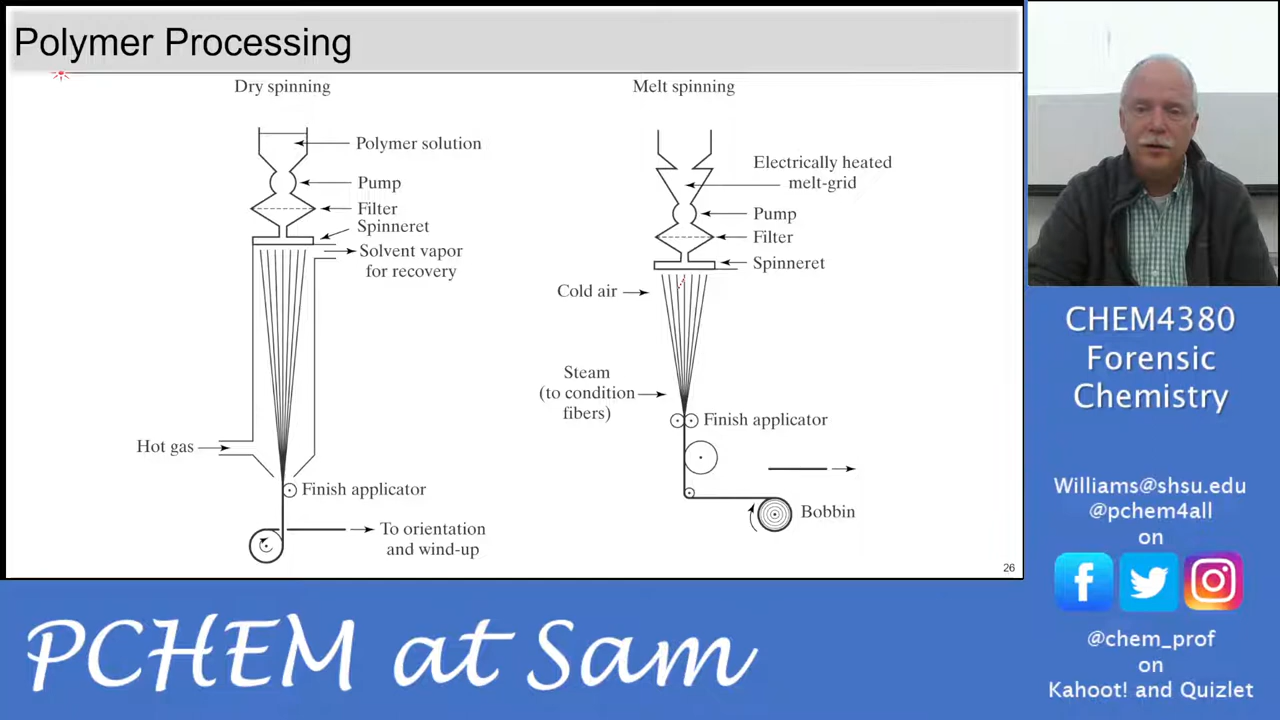 Polymer Processing
Dry spinning
Polymer solution
Pump
Filter
Spinneret
Solvent vapor
for recovery
Hot gas
Finish applicator
To orientation
and wind-up
Melt spinning
Electrically heated
melt-grid
Pump
Filter
Spinneret
Cold air
Steam
(to condition
fibers)
Finish applicator
Bobbin
26
CHEM4380
Forensic
Chemistry
Williams@shsu.edu
@pchem4all
on
f
@chem_prof
on
Kahoot! and Quizlet
PCHEM at Sam